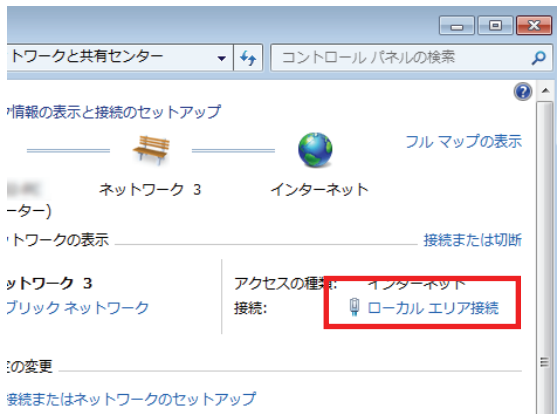 トワークと共有センター
コントロール パネルの検索
情報の表示と接続のセットアップ
フル マップの表示
ネットワーク 3
インターネット
ーター)
トワークの表示
接続または切断
ットワーク 3
アクセスの種類: インターネット
ブリック ネットワーク
接続: ローカル エリア接続
の変更
接続またはネットワークのセットアップ